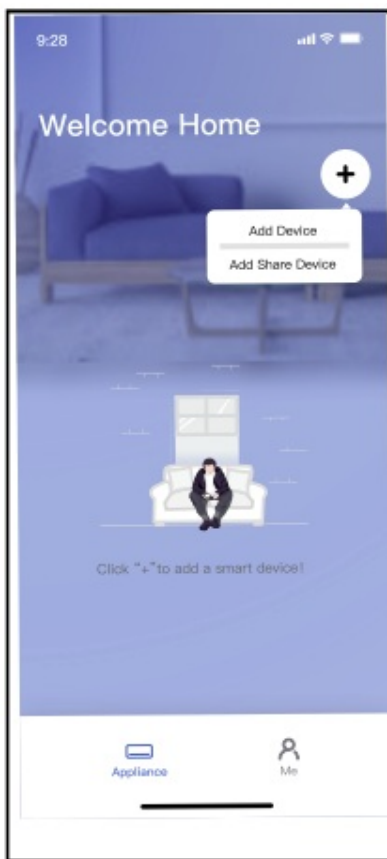 9:28
Welcome Home
+
Add Device
Add Share Device
Click "+"to add a smart device!
Appliance
Me